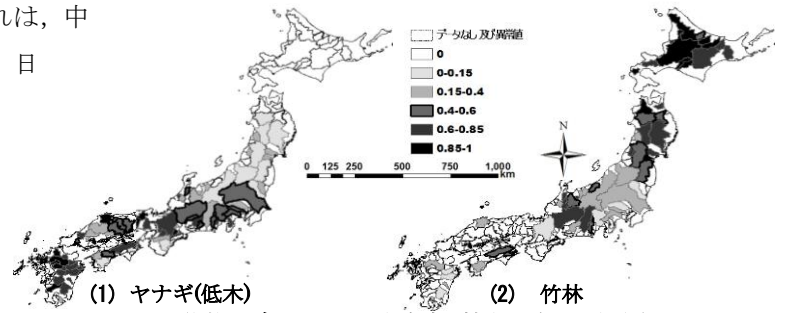 れは，中
日
データなし及び異常値
0
0-0.15
0.15-0.4
0.4-0.6
0.6-0.85
0.85-1
N
0 125 250 500 750 1,000
km
(1) ヤナギ(低木)
(2) 竹林